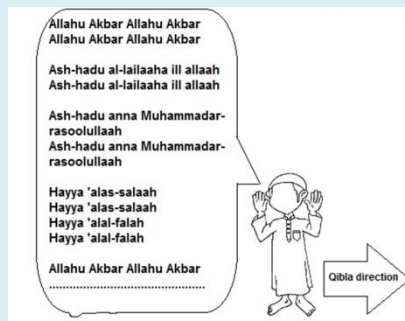 Allahu Akbar Allahu Akbar
Allahu Akbar Allahu Akbar
Ash-hadu al-lailaaha ill allaah
Ash-hadu al-lailaaha ill allaah
Ash-hadu anna Muhammadar-
rasoolullaah
Ash-hadu anna Muhammadar-
rasoolullaah
Hayya 'alas-salaah
Hayya 'alas-salaah
Hayya 'alal-falah
Hayya 'alal-falah
Allahu Akbar Allahu Akbar
..............................................
Qibla direction